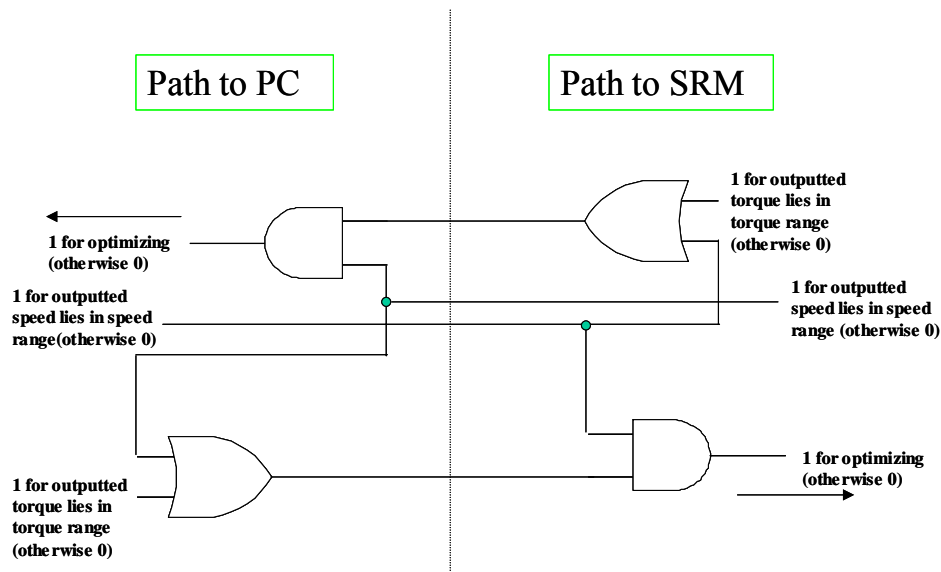 Path to PC
Path to SRM
1 for outputted
torque lies in
torque range
(otherwise 0)
1 for optimizing
(otherwise 0)
1 for outputted
speed lies in speed
range(otherwise 0)
1 for outputted
speed lies in speed
range (otherwise 0)
1 for outputted
torque lies in
torque range
(otherwise 0)
1 for optimizing
(otherwise 0)